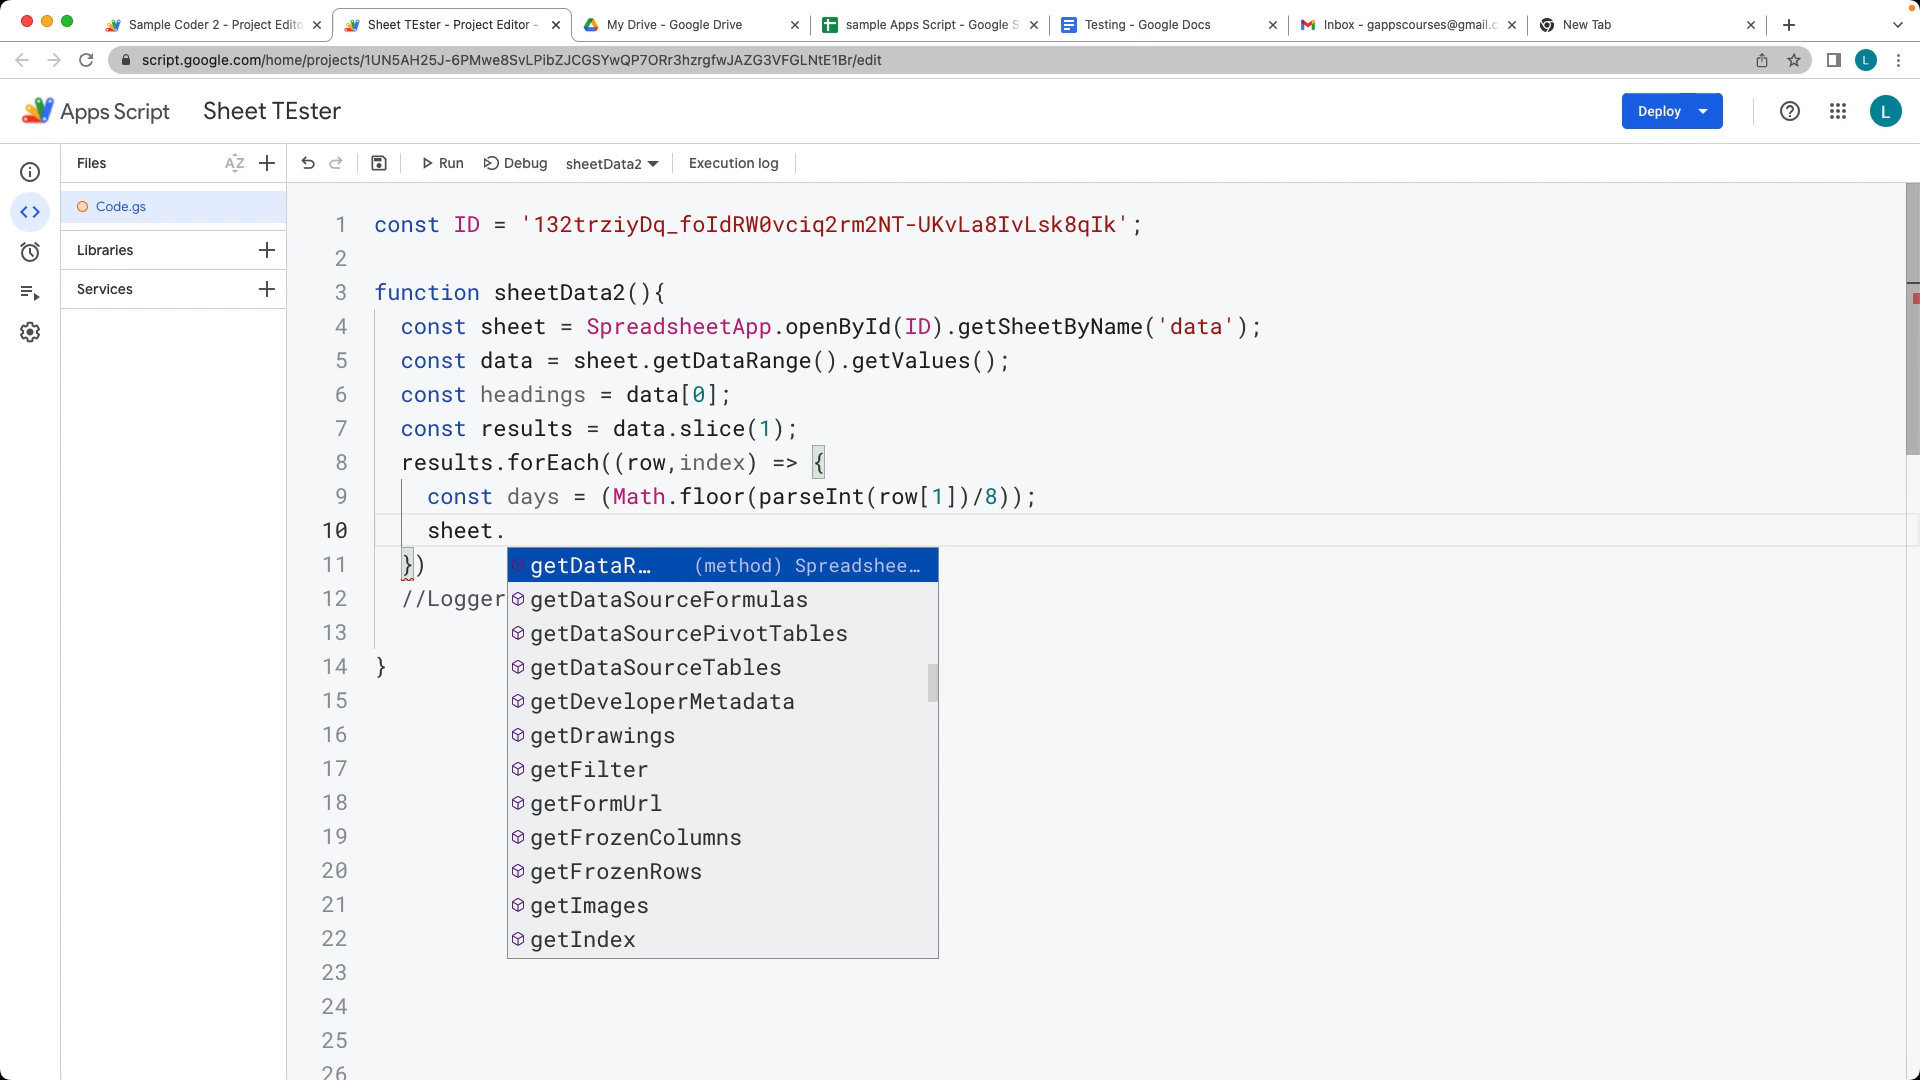 Sample Coder 2 - Project Edito
Sheet TEster - Project Editor -
My Drive - Google Drive
sample Apps Script - Google S
Testing - Google Docs
Inbox - gappscourses@gmail.c
New Tab
script.google.com/home/projects/1UN5AH25J-6PMwe8SvLPibZJCGSYwQP7ORr3hzrgfwJAZG3VFGLNtE1Br/edit
L
Apps Script
Sheet TEster
Deploy
L
Files
AZ
Run
Debug
sheetData2
Execution log
Code.gs
Libraries
Services
1 const ID = '132trziyDq_foIdRW0vciq2rm2NT-UKvLa8IvLsk8qIk';
2
3 function sheetData2(){
4 const sheet = SpreadsheetApp.openById(ID).getSheetByName('data');
5 const data = sheet.getDataRange().getValues();
6 const headings = data[0];
7 const results = data.slice(1);
8 results.forEach((row,index) => {
9 const days = (Math.floor(parseInt(row[1])/8));
10 sheet.
11 })
12 //Logger
13
14 }
15
16
17
18
19
20
21
22
23
24
25
26
getDataR… (method) Spreadshee…
getDataSourceFormulas
getDataSourcePivotTables
getDataSourceTables
getDeveloperMetadata
getDrawings
getFilter
getFormUrl
getFrozenColumns
getFrozenRows
getImages
getIndex